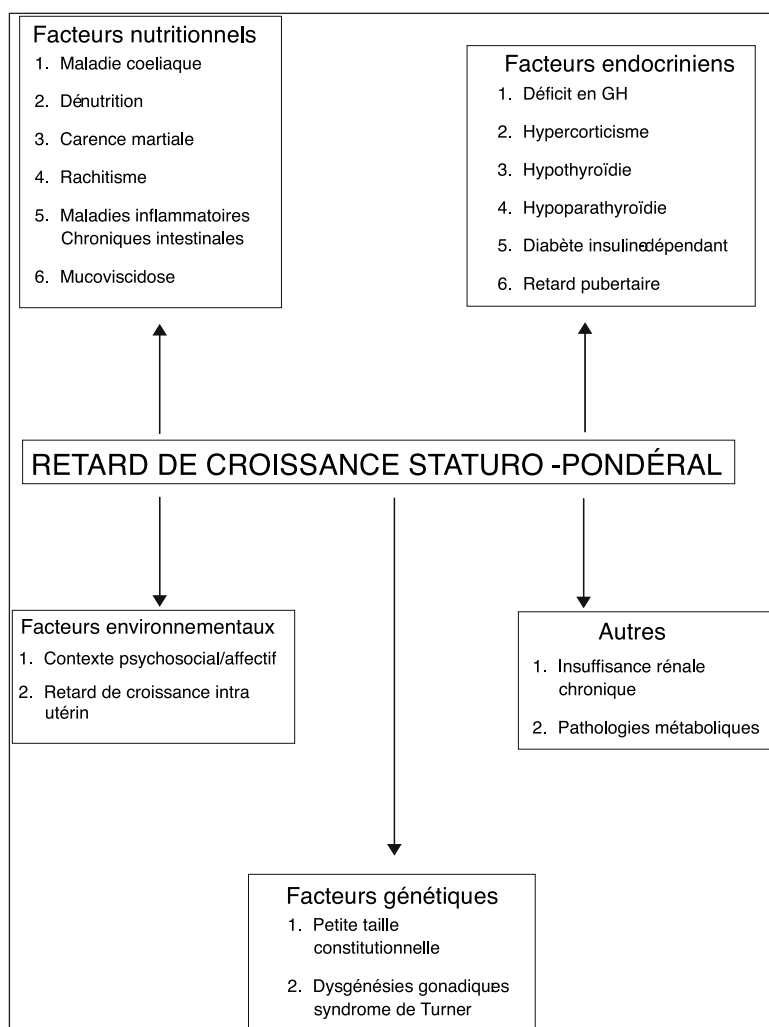 Facteurs nutritionnels
1. Maladie coeliaque
2. Dénutrition
3. Carence martiale
4. Rachitisme
5. Maladies inflammatoires
Chroniques intestinales
6. Mucoviscidose
Facteurs endocriniens
1. Déficit en GH
2. Hypercorticisme
3. Hypothyroïdie
4. Hypoparathyroïdie
5. Diabète insulinodépendant
6. Retard pubertaire
RETARD DE CROISSANCE STATURO -PONDÉRAL
Facteurs environnementaux
1. Contexte psychosocial/affectif
2. Retard de croissance intra
utérin
Autres
1. Insuffisance rénale
chronique
2. Pathologies métaboliques
Facteurs génétiques
1. Petite taille
constitutionnelle
2. Dysgénésies gonadiques
syndrome de Turner